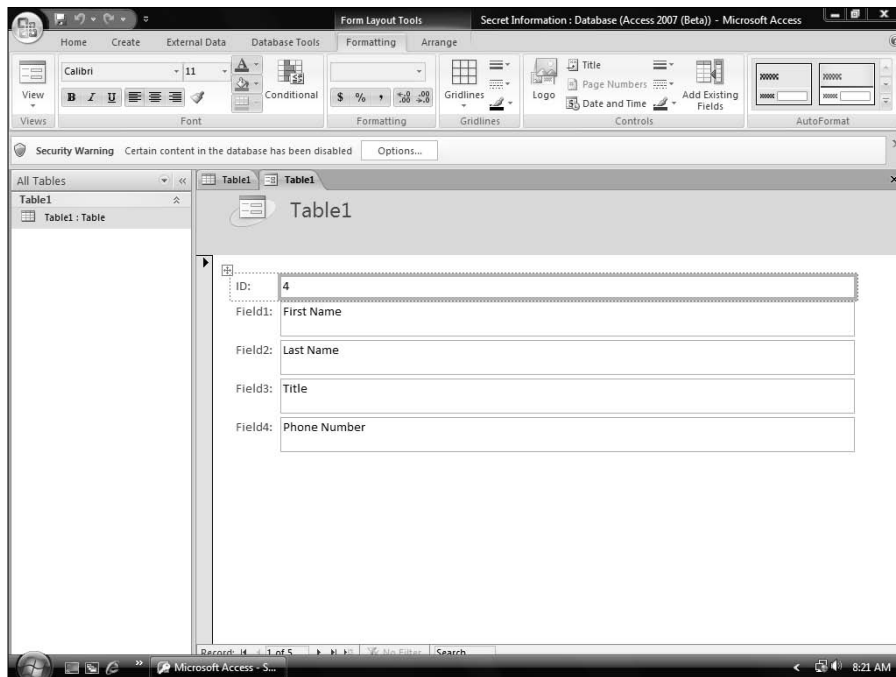 Form Layout Tools
Secret Information : Database (Access 2007 (Beta)) - Microsoft Access
Home Create External Data Database Tools Formatting Arrange
Calibri 11
View
B I U
Conditional
$ % ,
Gridlines
Logo
Title
Page Numbers
Date and Time
Add Existing Fields
Views Font Formatting Gridlines Controls AutoFormat
Security Warning Certain content in the database has been disabled Options...
All Tables
Table1 Table1
Table1
Table1 : Table
Table1
ID: 4
Field1: First Name
Field2: Last Name
Field3: Title
Field4: Phone Number
Record: 1 of 5 No Filter Search
Microsoft Access - S... 8:21 AM